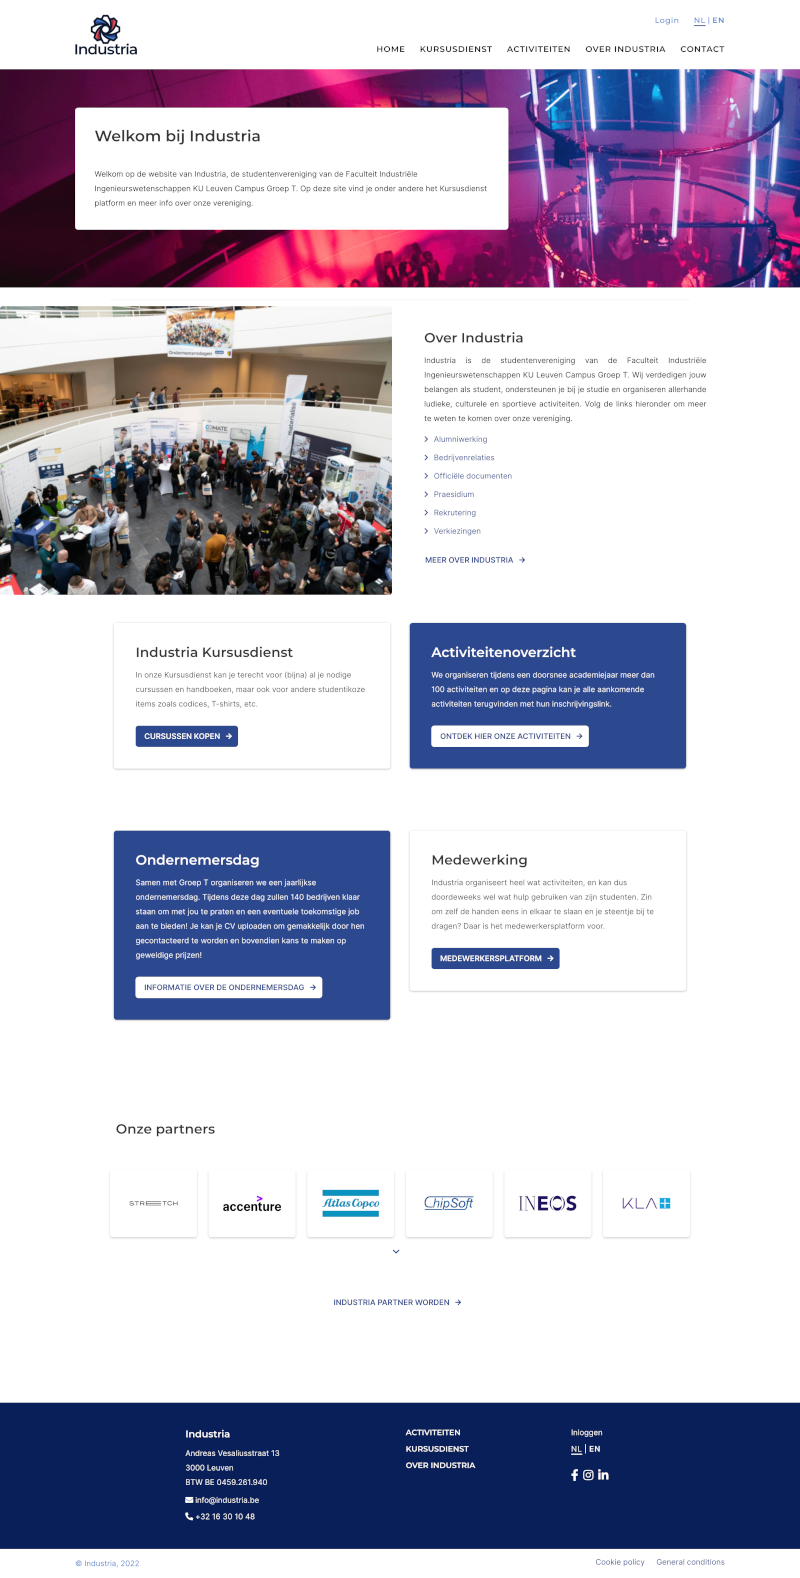 Industria
Login NL | EN
HOME KURSUSDIENST ACTIVITEITEN OVER INDUSTRIA CONTACT
Welkom bij Industria
Welkom op de website van Industria, de studentenvereniging van de Faculteit Industriële
Ingenieurswetenschappen KU Leuven Campus Groep T. Op deze site vind je onder andere het Kursusdienst
platform en meer info over onze vereniging.
Over Industria
Industria is de studentenvereniging van de Faculteit Industriële
Ingenieurswetenschappen KU Leuven Campus Groep T. Wij verdedigen jouw
belangen als student, ondersteunen je bij je studie en organiseren allerhande
ludieke, culturele en sportieve activiteiten. Volg de links hieronder om meer
te weten te komen over onze vereniging.
Alumniwerking
Bedrijvenrelaties
Officiële documenten
Praesidium
Rekrutering
Verkiezingen
MEER OVER INDUSTRIA
Industria Kursusdienst
In onze Kursusdienst kan je terecht voor (bijna) al je nodige
cursussen en handboeken, maar ook voor andere studentikoze
items zoals codices, T-shirts, etc.
CURSUSSEN KOPEN
Activiteitenoverzicht
We organiseren tijdens een doorsnee academiejaar meer dan
100 activiteiten en op deze pagina kan je alle aankomende
activiteiten terugvinden met hun inschrijvingslink.
ONTDEK HIER ONZE ACTIVITEITEN
Ondernemersdag
Samen met Groep T organiseren we een jaarlijkse
ondernemersdag. Tijdens deze dag zullen 140 bedrijven klaar
staan om met jou te praten en een eventuele toekomstige job
aan te bieden! Je kan je CV uploaden om gemakkelijk door hen
gecontacteerd te worden en bovendien kans te maken op
geweldige prijzen!
INFORMATIE OVER DE ONDERNEMERSDAG
Medewerking
Industria organiseert heel wat activiteiten, en kan dus
doordeweeks wel wat hulp gebruiken van zijn studenten. Zin
om zelf de handen eens in elkaar te slaan en je steentje bij te
dragen? Daar is het medewerkersplatform voor.
MEDEWERKERSPLATFORM
Onze partners
STRETCH
accenture
Atlas Copco
ChipSoft
INEOS
KLA
INDUSTRIA PARTNER WORDEN
Industria
Andreas Vesaliusstraat 13
3000 Leuven
BTW BE 0459.261.940
info@industria.be
+32 16 30 10 48
ACTIVITEITEN
KURSUSDIENST
OVER INDUSTRIA
Inloggen
NL | EN
© Industria, 2022
Cookie policy General conditions